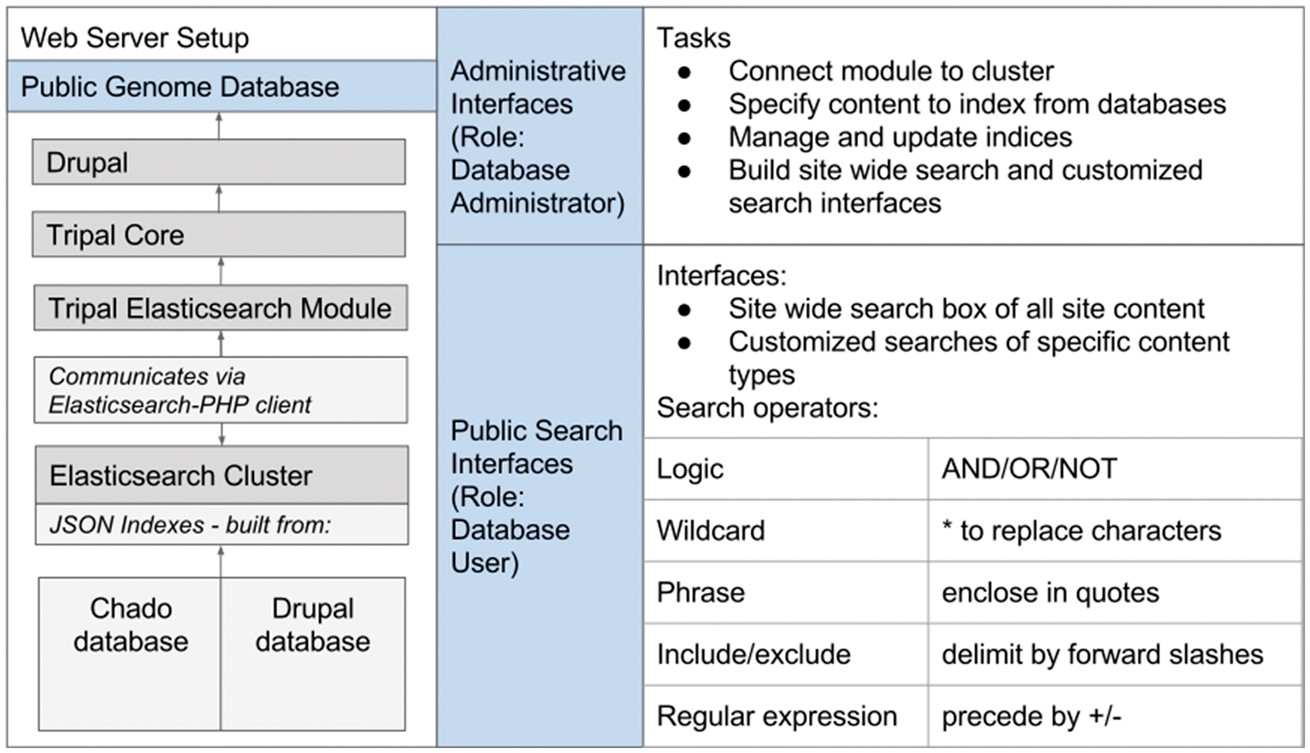 Web Server Setup
Public Genome Database
Drupal
Tripal Core
Tripal Elasticsearch Module
Communicates via
Elasticsearch-PHP client
Elasticsearch Cluster
JSON Indexes - built from:
Chado
database
Drupal
database
Administrative
Interfaces
(Role:
Database
Administrator)
Tasks
● Connect module to cluster
● Specify content to index from databases
● Manage and update indices
● Build site wide search and customized
search interfaces
Public Search
Interfaces
(Role:
Database
User)
Interfaces:
● Site wide search box of all site content
● Customized searches of specific content
types
Search operators:
Logic AND/OR/NOT
Wildcard * to replace characters
Phrase enclose in quotes
Include/exclude delimit by forward slashes
Regular expression precede by +/-